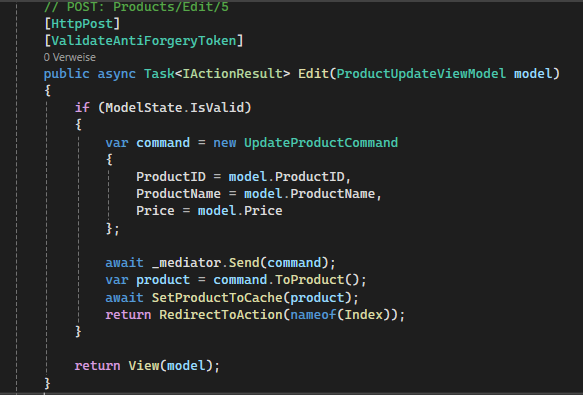 // POST: Products/Edit/5
[HttpPost]
[ValidateAntiForgeryToken]
0 Verweise
public async Task<IActionResult> Edit(ProductUpdateViewModel model)
{
    if (ModelState.IsValid)
    {
        var command = new UpdateProductCommand
        {
            ProductID = model.ProductID,
            ProductName = model.ProductName,
            Price = model.Price
        };

        await _mediator.Send(command);
        var product = command.ToProduct();
        await SetProductToCache(product);
        return RedirectToAction(nameof(Index));
    }

    return View(model);
}